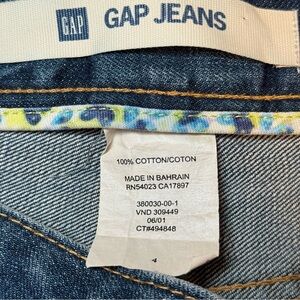 GAP GAP JEANS
100% COTTON/COTON
MADE IN BAHRAIN
RN54023 CA17897
380030-00-1
VND 309449
06/01
CT#494848
4